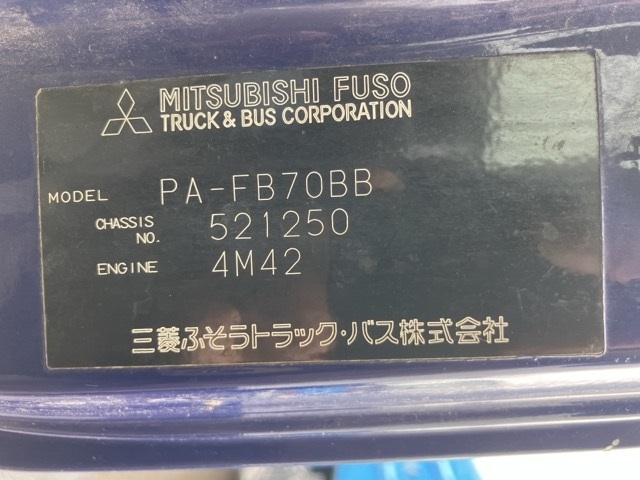 MITSUBISHI FUSO
TRUCK & BUS CORPORATION
MODEL PA-FB70BB
CHASSIS NO. 521250
ENGINE 4M42
三菱ふそうトラック・バス株式会社